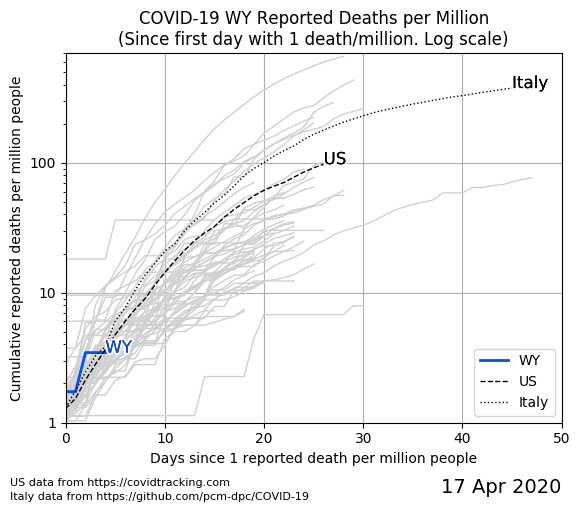 COVID-19 WY Reported Deaths per Million
(Since first day with 1 death/million. Log scale)
Cumulative reported deaths per million people
100
10
1
Italy
US
WY
WY
US
Italy
0 10 20 30 40 50
Days since 1 reported death per million people
US data from https://covidtracking.com
Italy data from https://github.com/pcm-dpc/COVID-19
17 Apr 2020